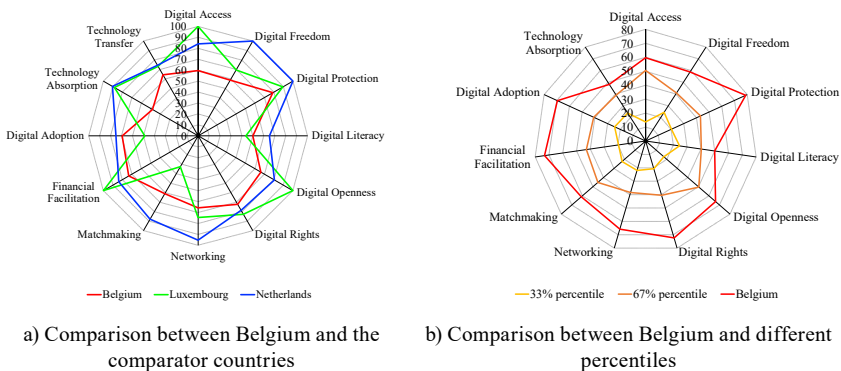 Digital Access
Technology
Transfer
Digital Freedom
Technology
Absorption
Digital Protection
Digital Adoption
Digital Literacy
Financial
Facilitation
Digital Openness
Matchmaking
Digital Rights
Networking
100
90
80
70
60
50
40
30
20
10
0
Belgium Luxembourg Netherlands
a) Comparison between Belgium and the
comparator countries
Digital Access
Technology
Absorption
Digital Freedom
Digital Adoption
Digital Protection
Financial
Facilitation
Digital Literacy
Matchmaking
Digital Openness
Networking
Digital Rights
80
70
60
50
40
30
20
10
0
33% percentile 67% percentile Belgium
b) Comparison between Belgium and different
percentiles